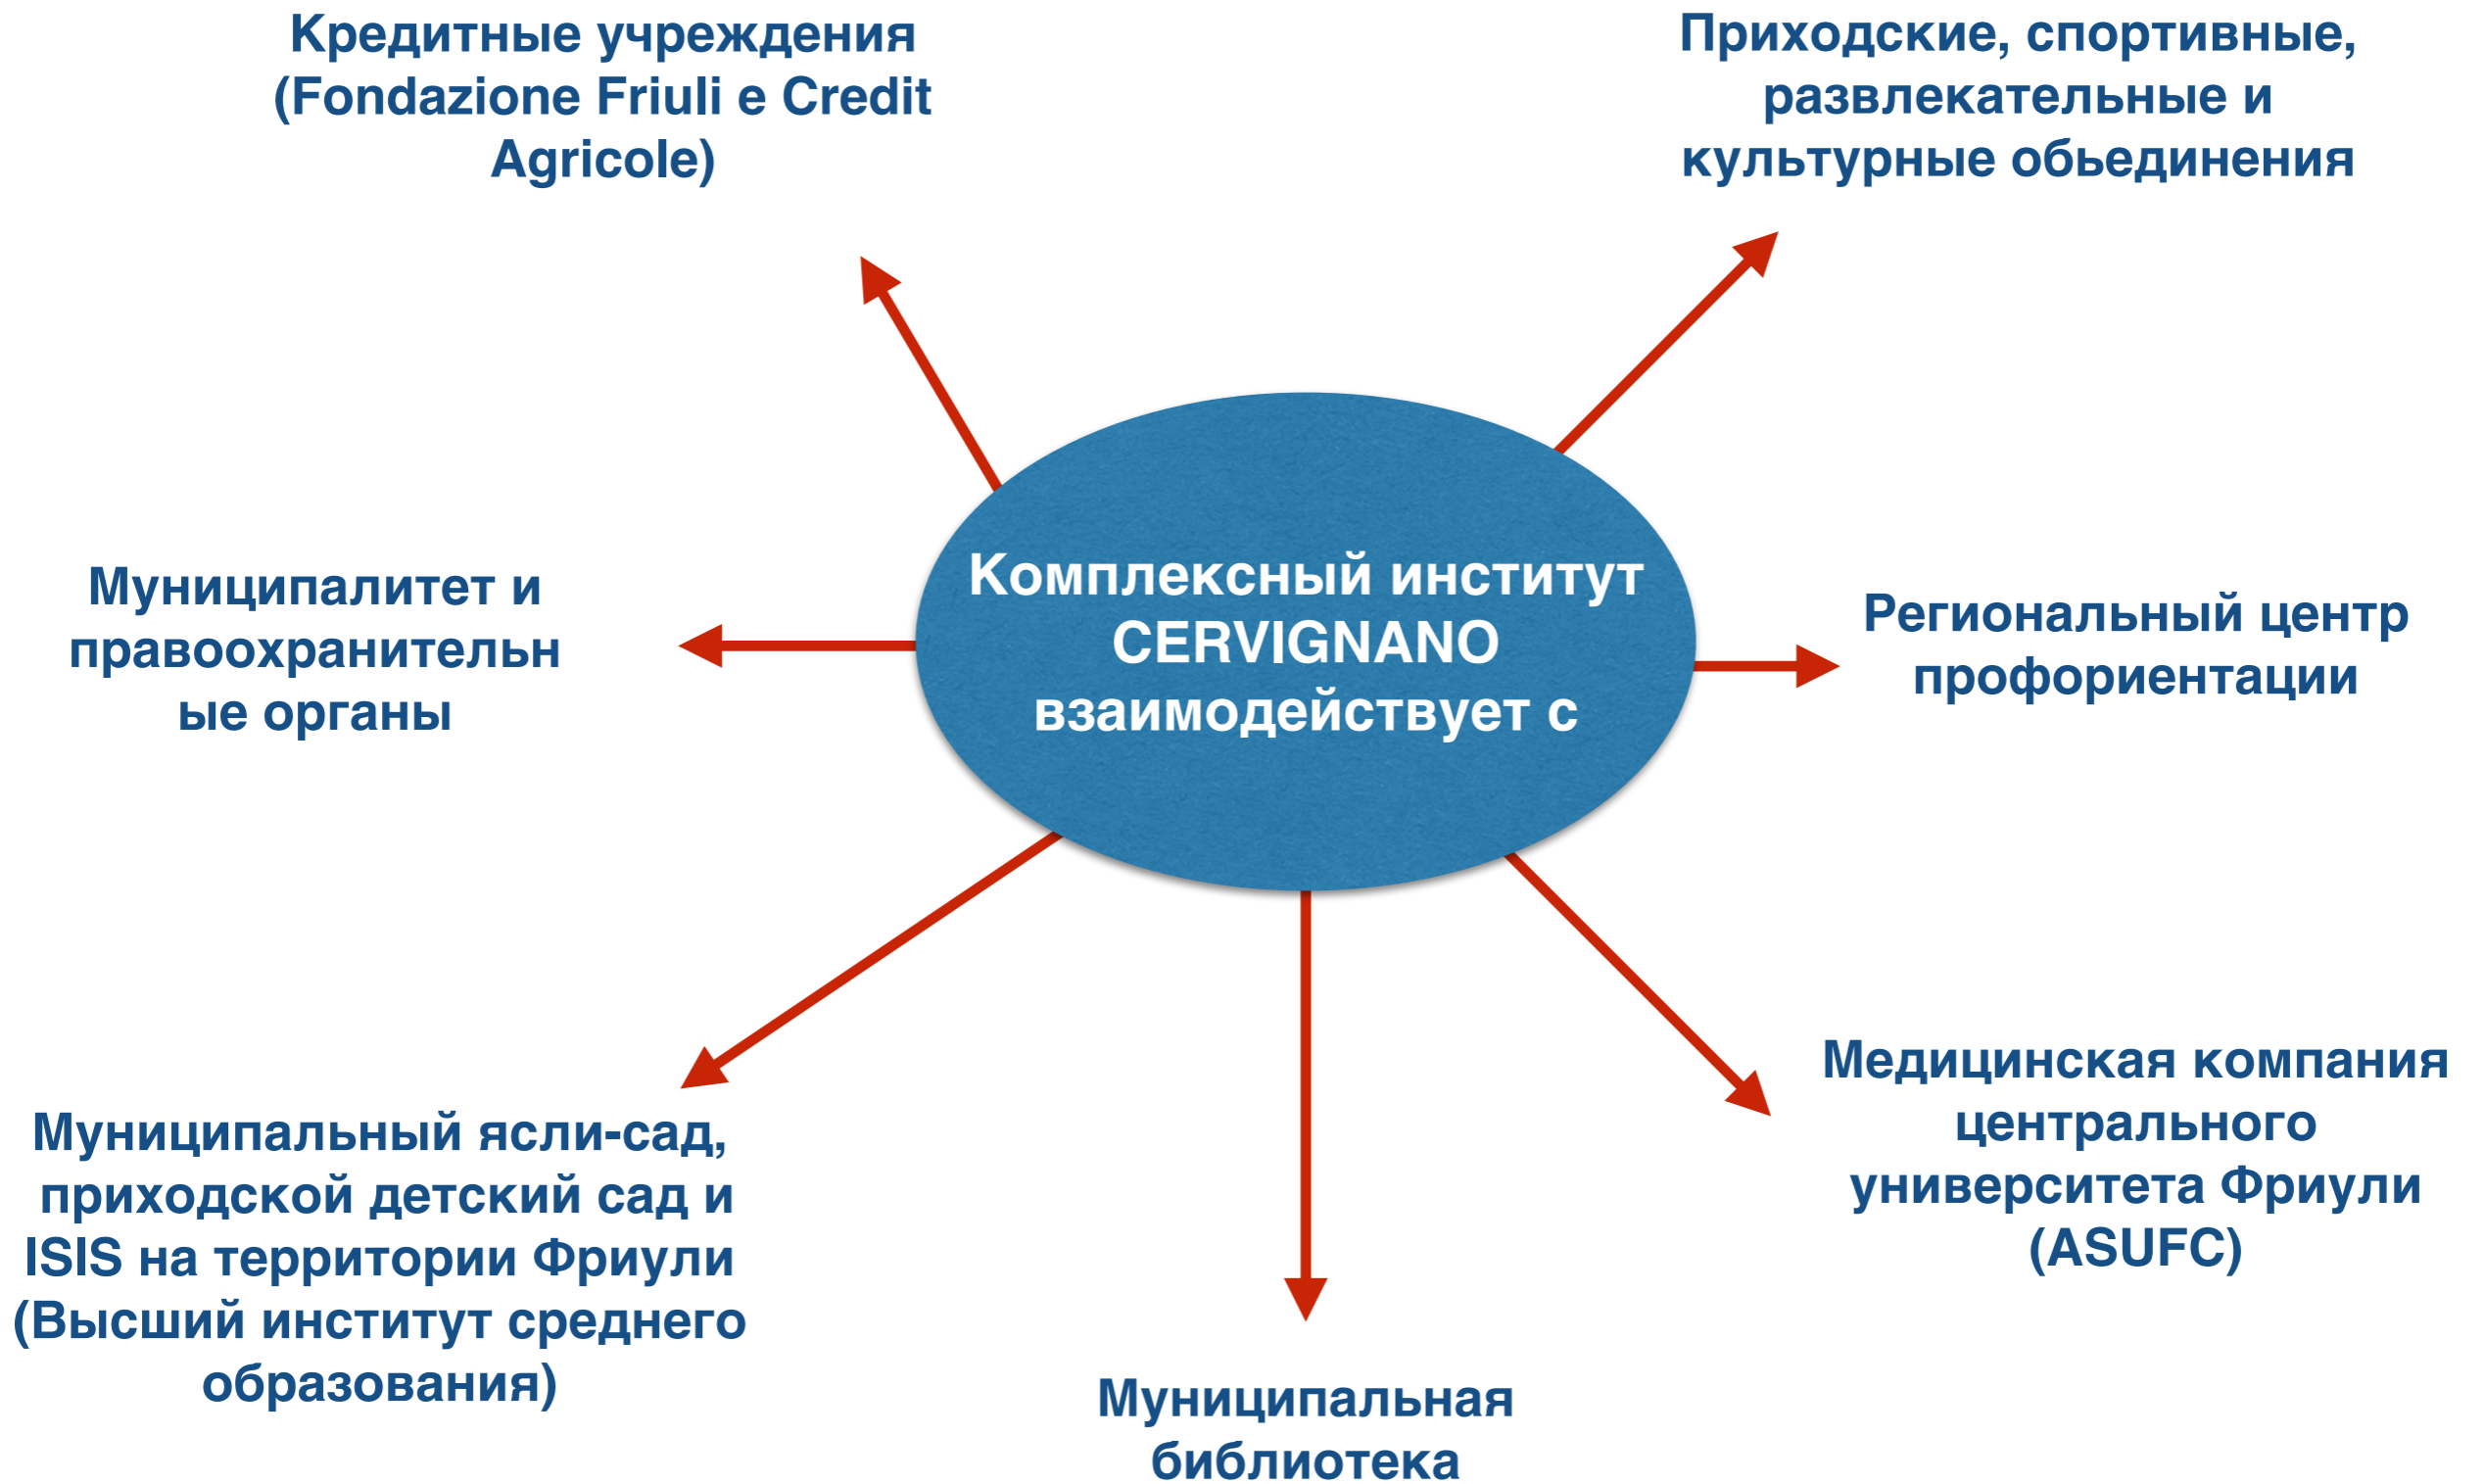 Кредитные учреждения
(Fondazione Friuli e Credit
Agricole)
Приходские, спортивные,
развлекательные и
культурные обьединения
Муниципалитет и
правоохранительн
ые органы
Комплексный институт
CERVIGNANO
взаимодействует с
Региональный центр
профориентации
Муниципальный ясли-сад,
приходской детский сад и
ISIS на территории Фриули
(Высший институт среднего
образования)
Медицинская компания
центрального
университета Фриули
(ASUFC)
Муниципальная
библиотека